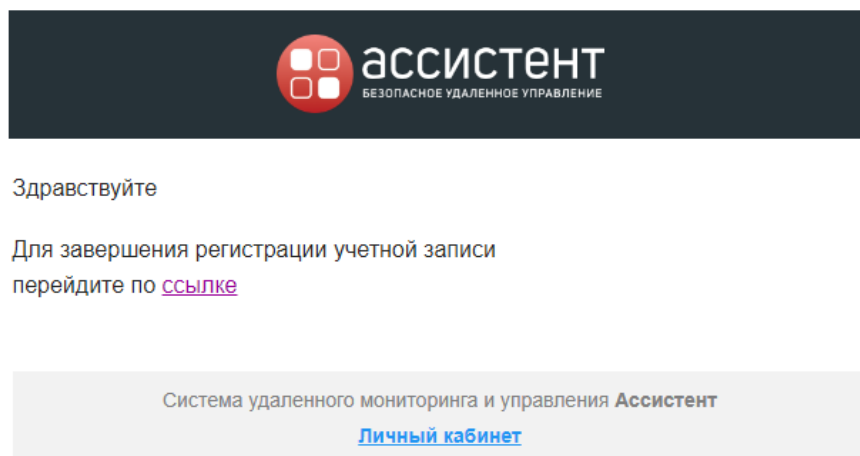 ассистент
БЕЗОПАСНОЕ УДАЛЕННОЕ УПРАВЛЕНИЕ
Здравствуйте
Для завершения регистрации учетной записи
перейдите по ссылке
Система удаленного мониторинга и управления Ассистент
Личный кабинет